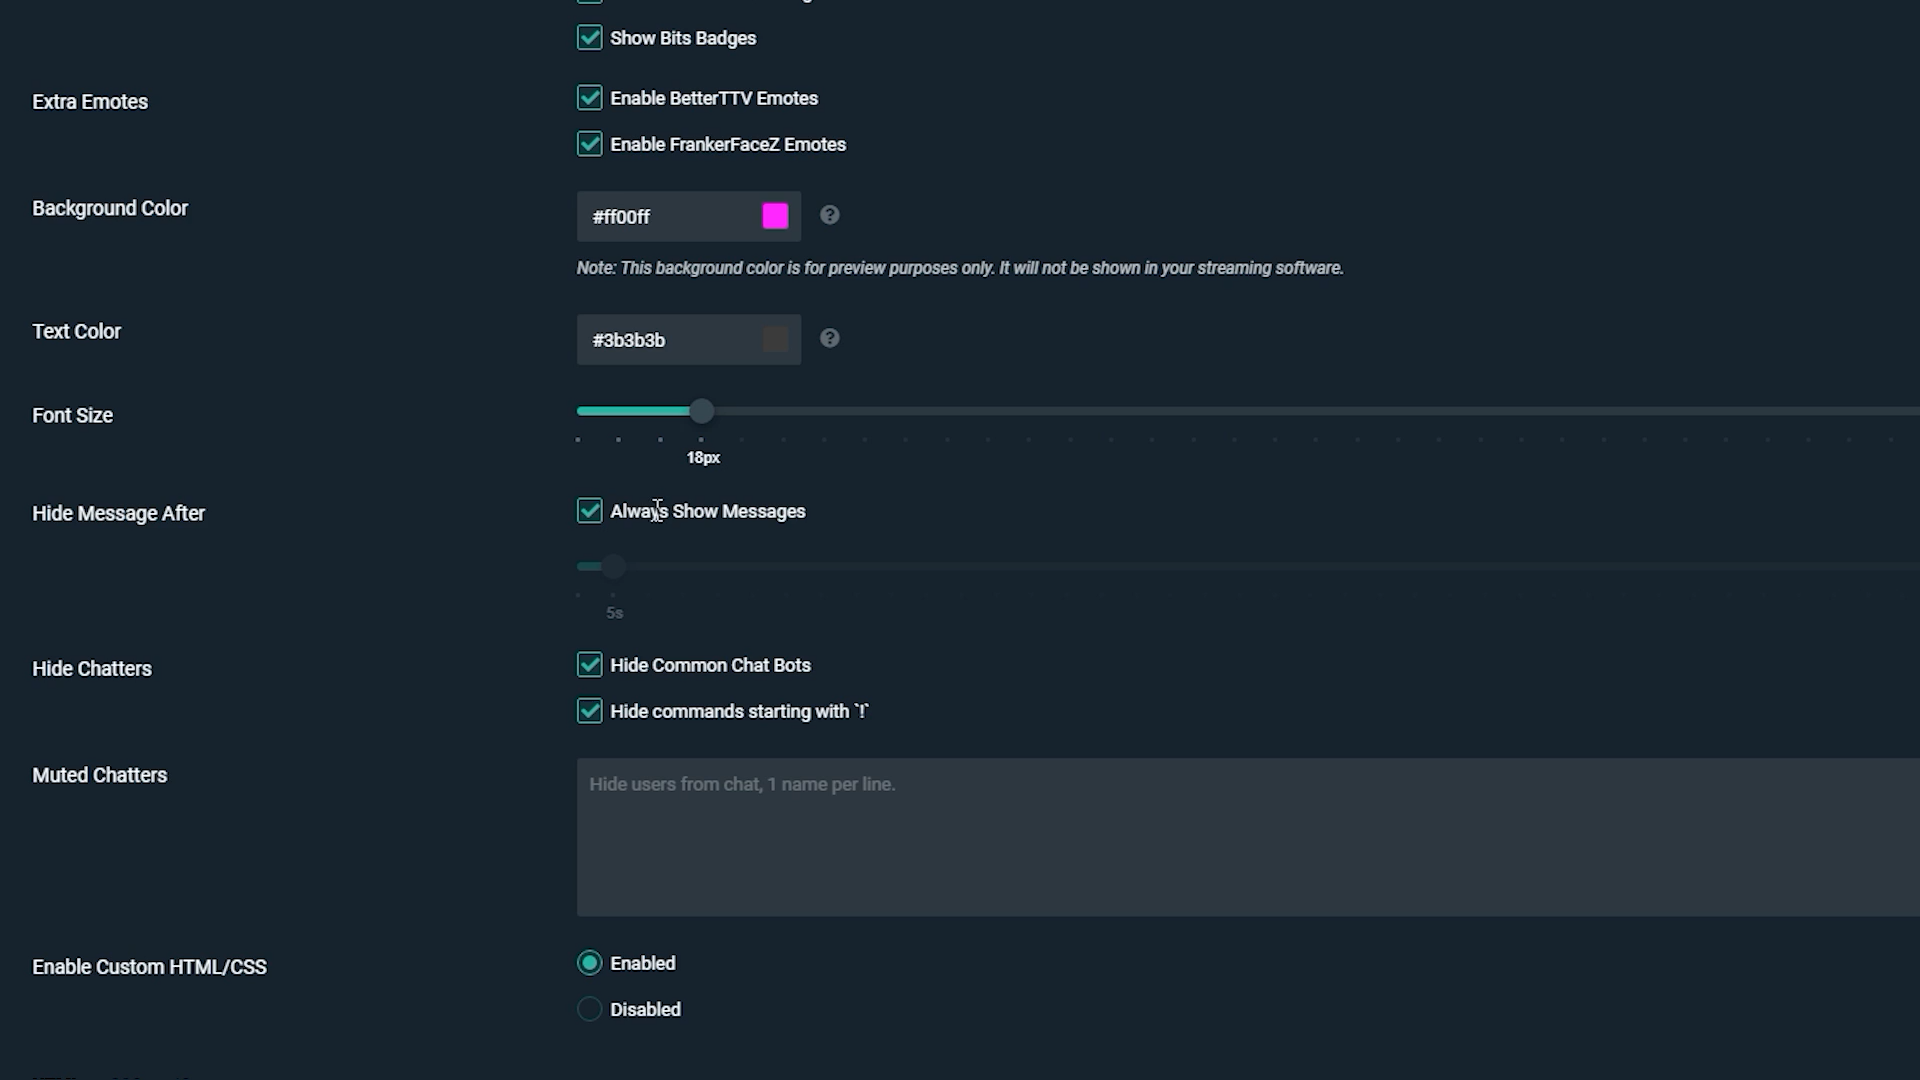 Show Bits Badges
Extra Emotes
Enable BetterTTV Emotes
Enable FrankerFaceZ Emotes
Background Color
#ff00ff
Note: This background color is for preview purposes only. It will not be shown in your streaming software.
Text Color
#3b3b3b
Font Size
18px
Hide Message After
Always Show Messages
5s
Hide Chatters
Hide Common Chat Bots
Hide commands starting with `!`
Muted Chatters
Hide users from chat, 1 name per line.
Enable Custom HTML/CSS
Enabled
Disabled